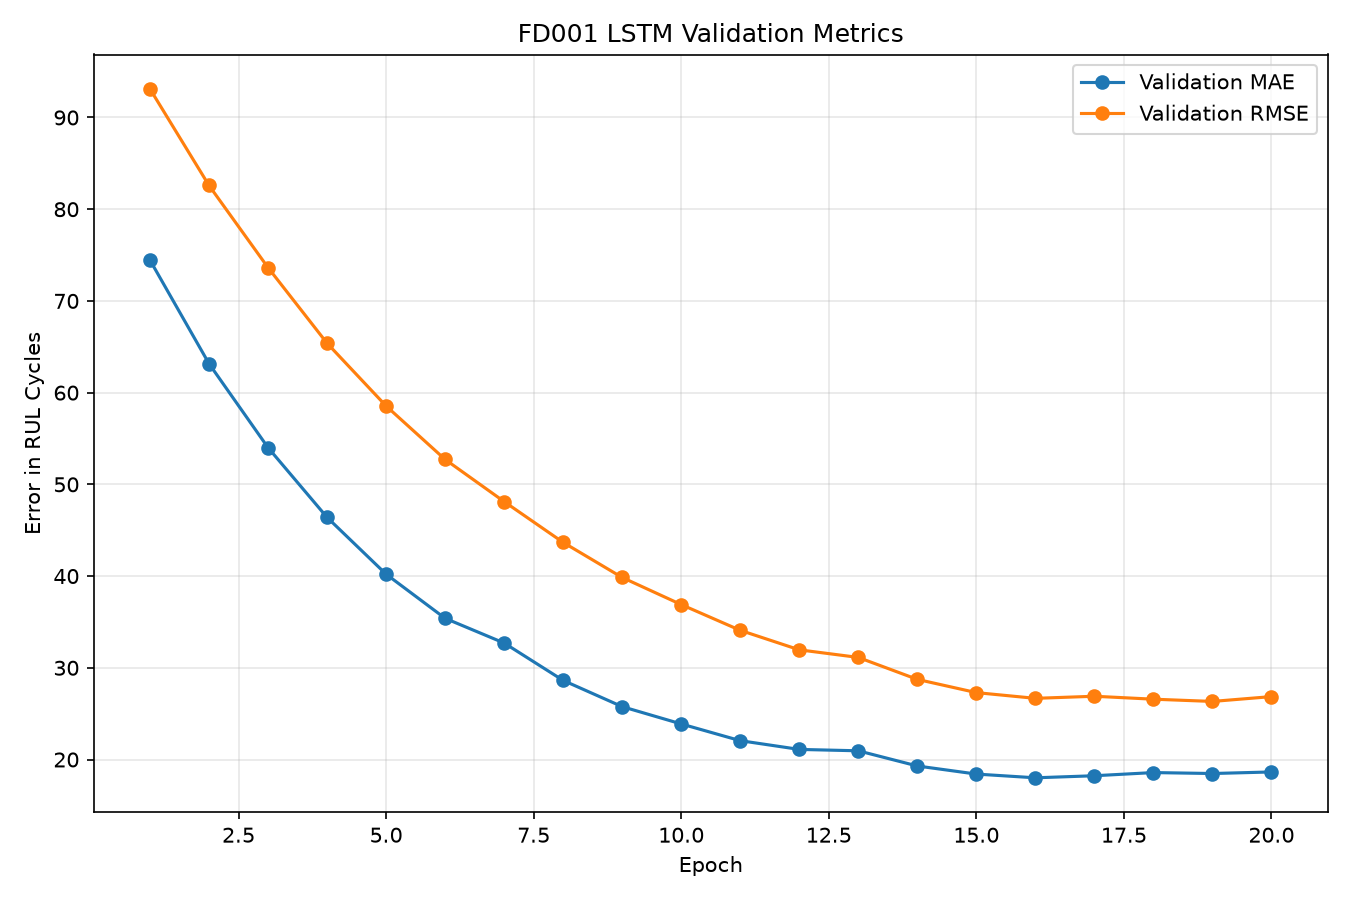 FD001 LSTM Validation Metrics
Validation MAE
Validation RMSE
Error in RUL Cycles
90
80
70
60
50
40
30
20
2.5 5.0 7.5 10.0 12.5 15.0 17.5 20.0
Epoch